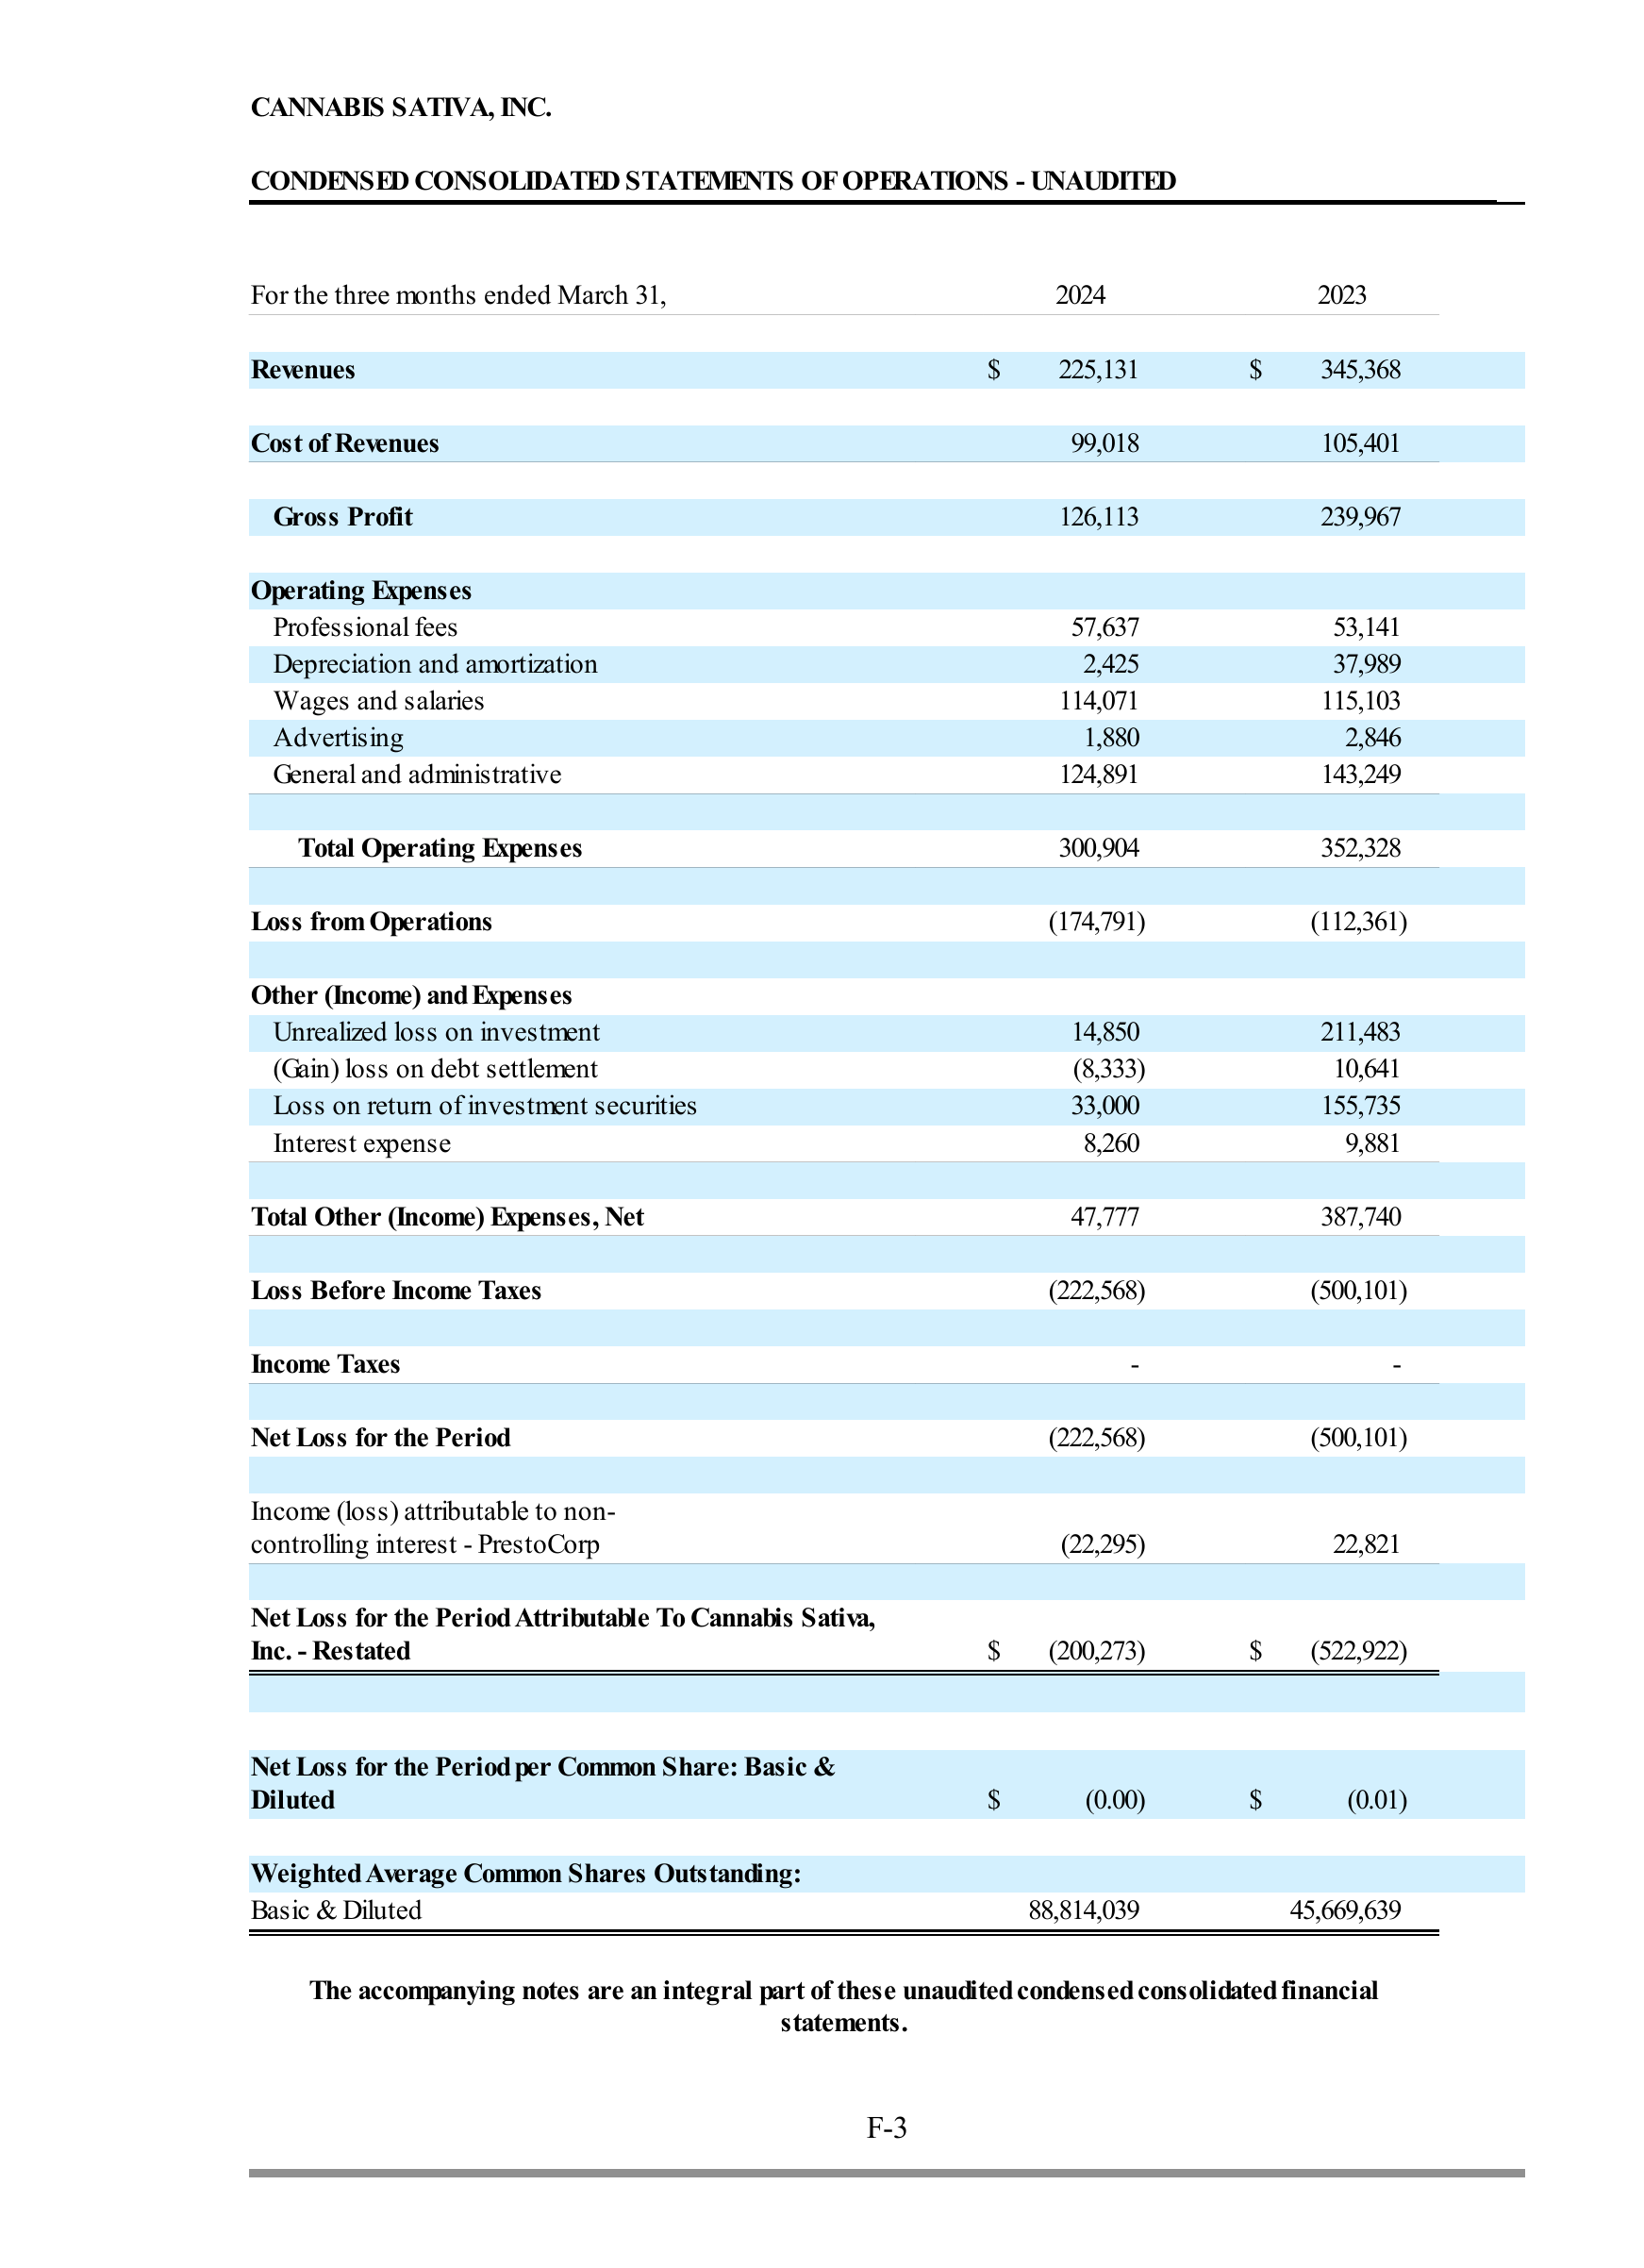 CANNABIS SATIVA, INC.
CONDENSED CONSOLIDATED STATEMENTS OF OPERATIONS - UNAUDITED
For the three months ended March 31, 2024 2023
Revenues $ 225,131 $ 345,368
Cost of Revenues 99,018 105,401
Gross Profit 126,113 239,967
Operating Expenses
Professional fees 57,637 53,141
Depreciation and amortization 2,425 37,989
Wages and salaries 114,071 115,103
Advertising 1,880 2,846
General and administrative 124,891 143,249
Total Operating Expenses 300,904 352,328
Loss from Operations (174,791) (112,361)
Other (Income) and Expenses
Unrealized loss on investment 14,850 211,483
(Gain) loss on debt settlement (8,333) 10,641
Loss on return of investment securities 33,000 155,735
Interest expense 8,260 9,881
Total Other (Income) Expenses, Net 47,777 387,740
Loss Before Income Taxes (222,568) (500,101)
Income Taxes - -
Net Loss for the Period (222,568) (500,101)
Income (loss) attributable to non-
controlling interest - PrestoCorp (22,295) 22,821
Net Loss for the Period Attributable To Cannabis Sativa,
Inc. - Restated $ (200,273) $ (522,922)
Net Loss for the Period per Common Share: Basic &
Diluted $ (0.00) $ (0.01)
Weighted Average Common Shares Outstanding:
Basic & Diluted 88,814,039 45,669,639
The accompanying notes are an integral part of these unaudited condensed consolidated financial
statements.
F-3